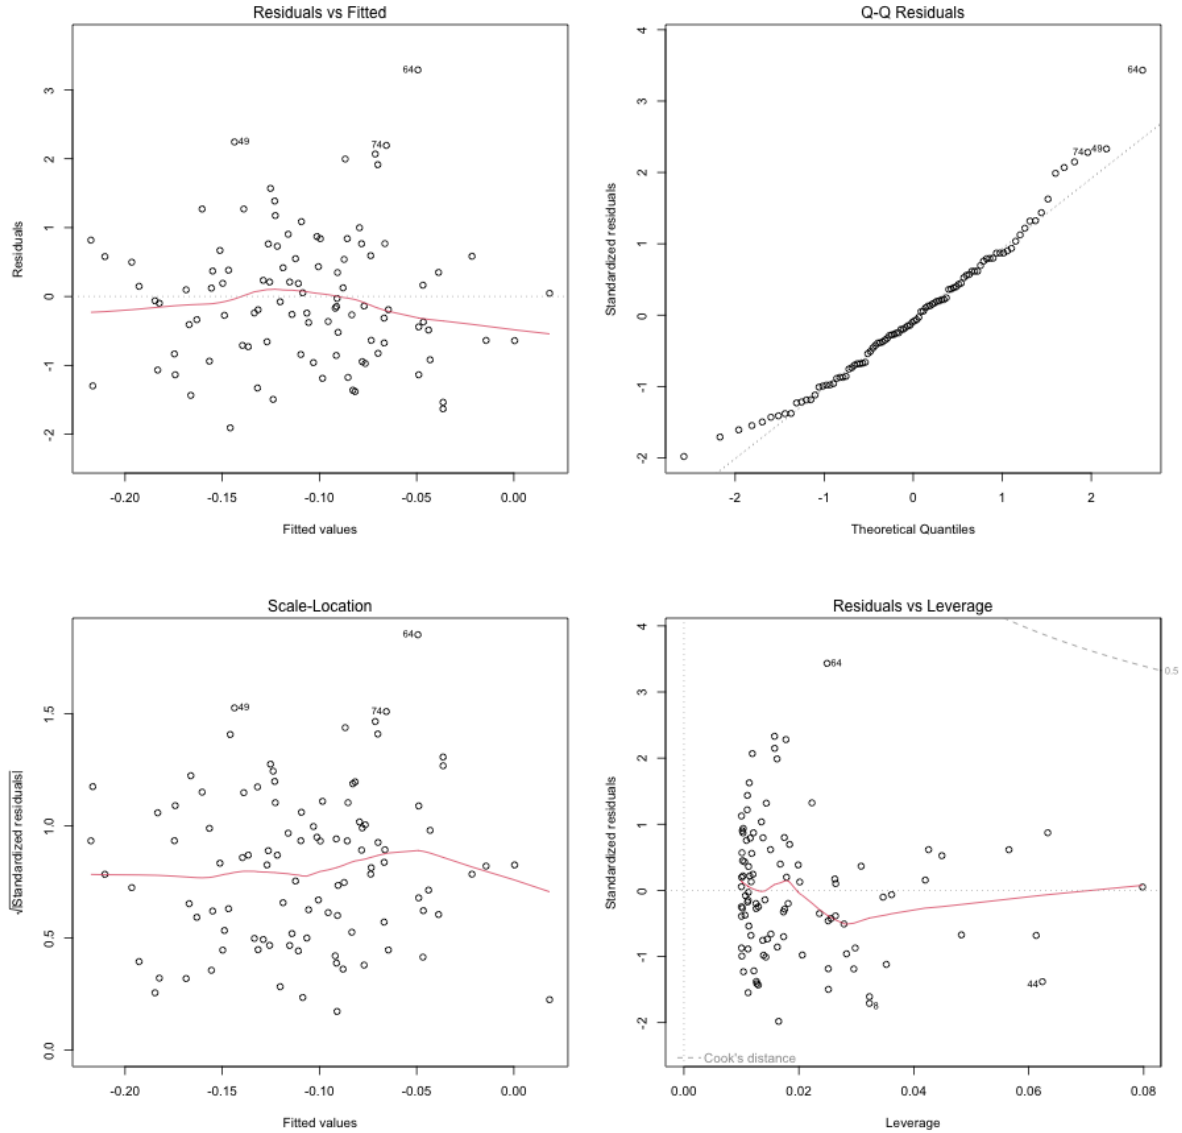 Residuals vs Fitted
Residuals
3
2
1
0
-1
-2
64
49
74
-0.20 -0.15 -0.10 -0.05 0.00
Fitted values
Q-Q Residuals
Standardized residuals
4
3
2
1
0
-1
-2
64
74 49
-2 -1 0 1 2
Theoretical Quantiles
Scale-Location
√|Standardized residuals|
1.5
1.0
0.5
0.0
64
49
74
-0.20 -0.15 -0.10 -0.05 0.00
Fitted values
Residuals vs Leverage
Standardized residuals
4
3
2
1
0
-1
-2
64
0.5
44
8
Cook's distance
0.00 0.02 0.04 0.06 0.08
Leverage